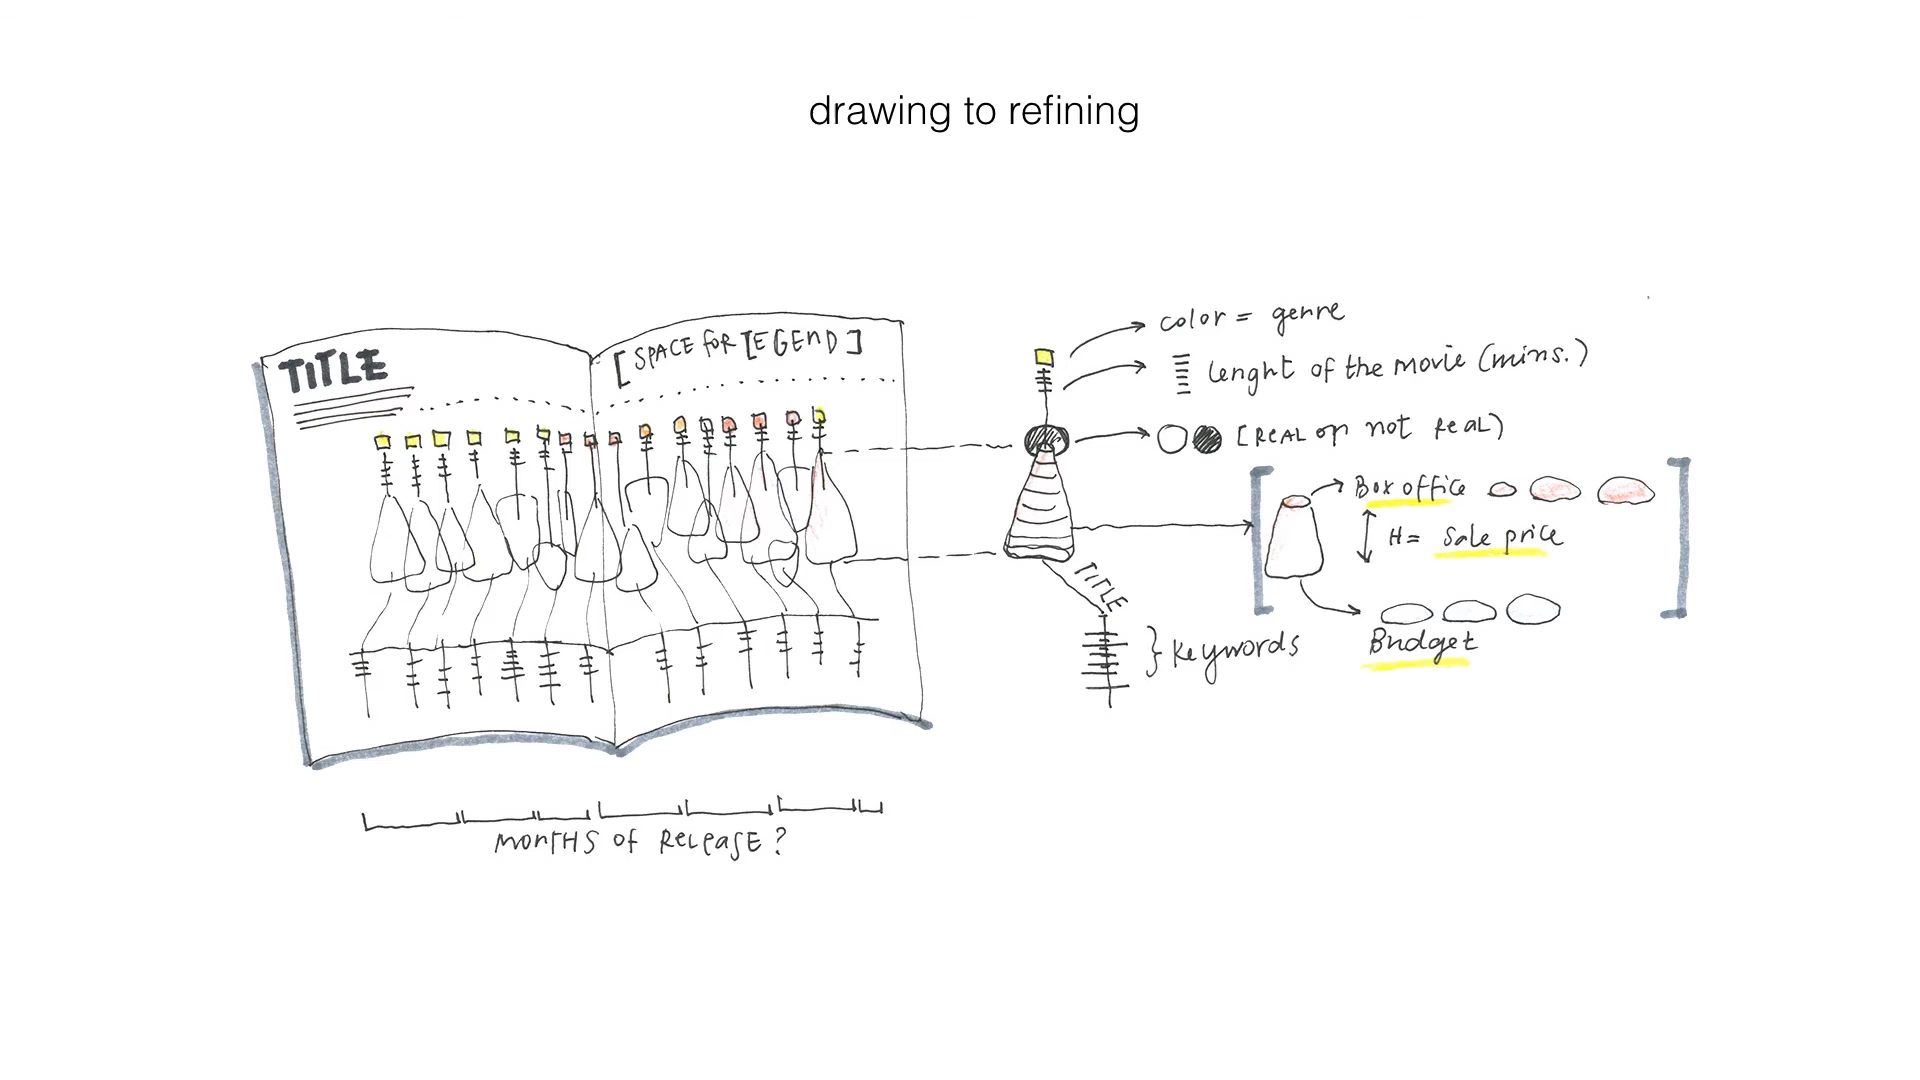 drawing to refining
TITLE
[SPACE FOR LEGEND]
color = genre
lenght of the movie (mins.)
[REAL or not REAL)
Box office
H = Sale price
Budget
TITLE
} Keywords
MONTHS OF RELEASE?